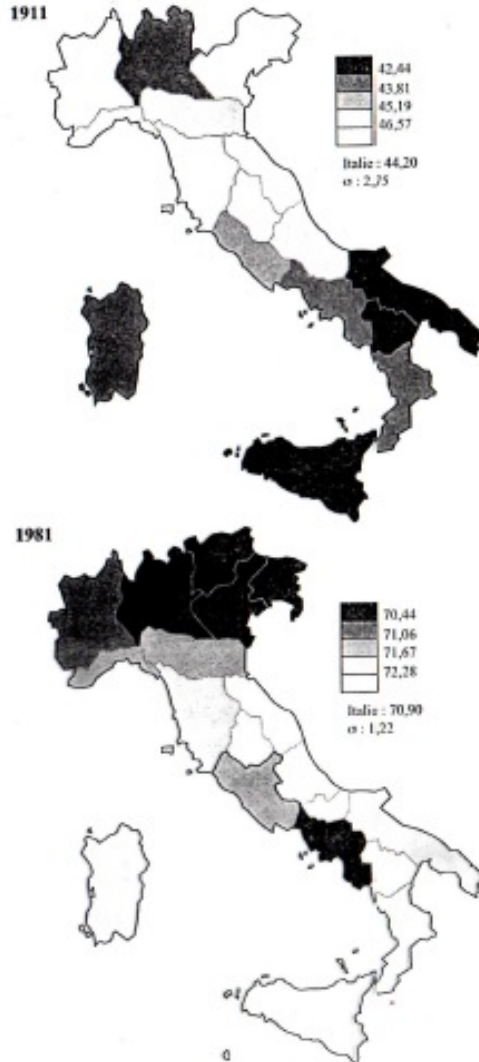 1911
42,44
43,81
45,19
46,57
Italie : 44,20
σ : 2,75
1981
70,44
71,06
71,67
72,28
Italie : 70,90
σ : 1,22